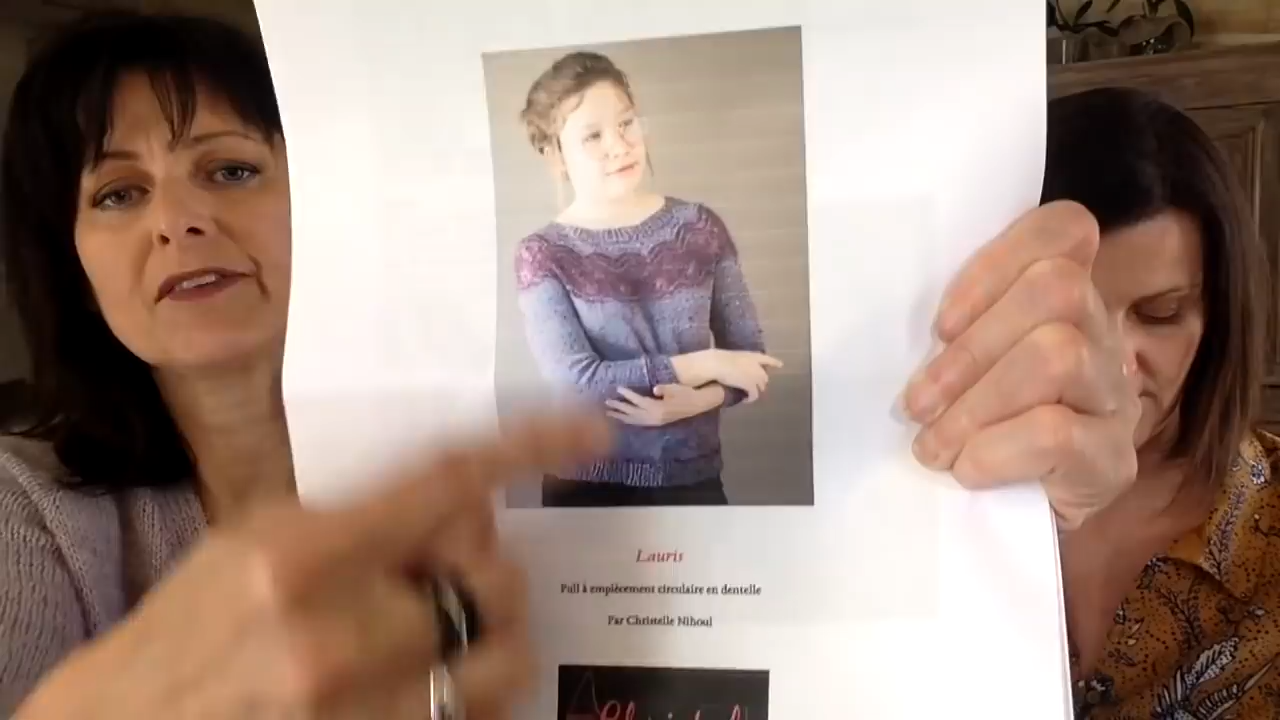 Lauris
Pull à empiècement circulaire en dentelle
Par Christelle Nihoul